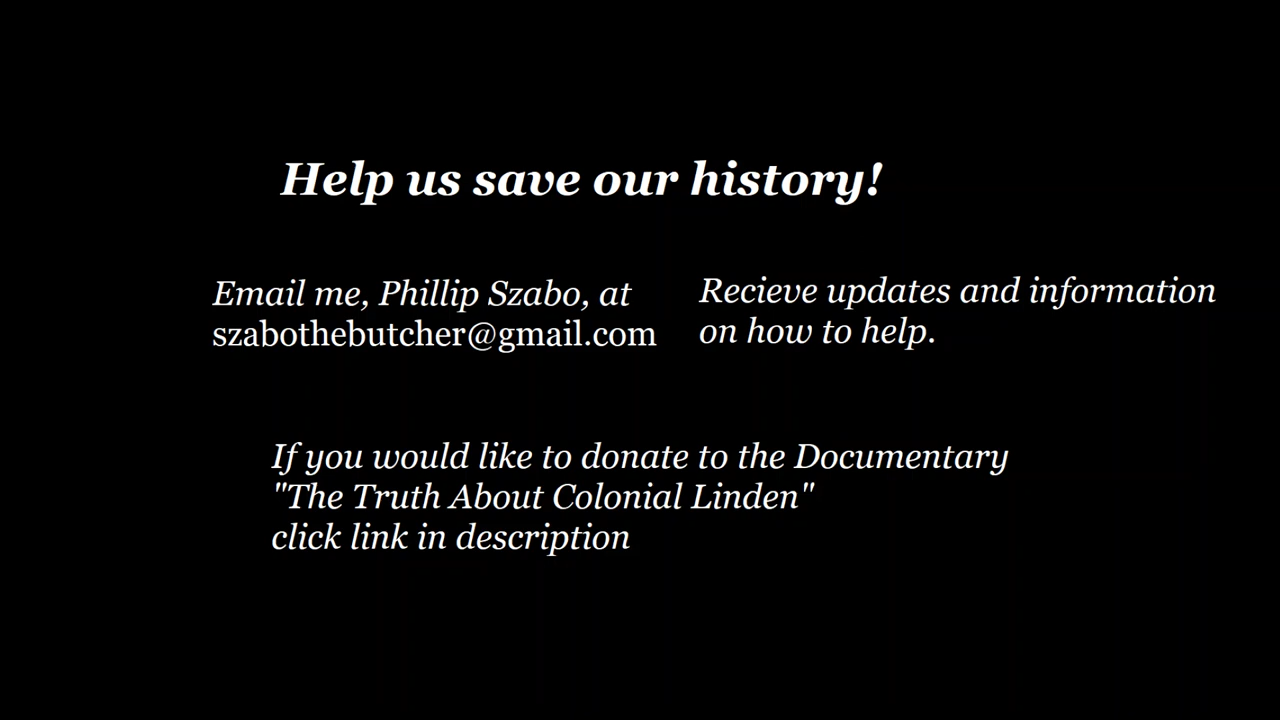 Help us save our history!
Email me, Phillip Szabo, at
szabothebutcher@gmail.com
Recieve updates and information
on how to help.
If you would like to donate to the Documentary
"The Truth About Colonial Linden"
click link in description